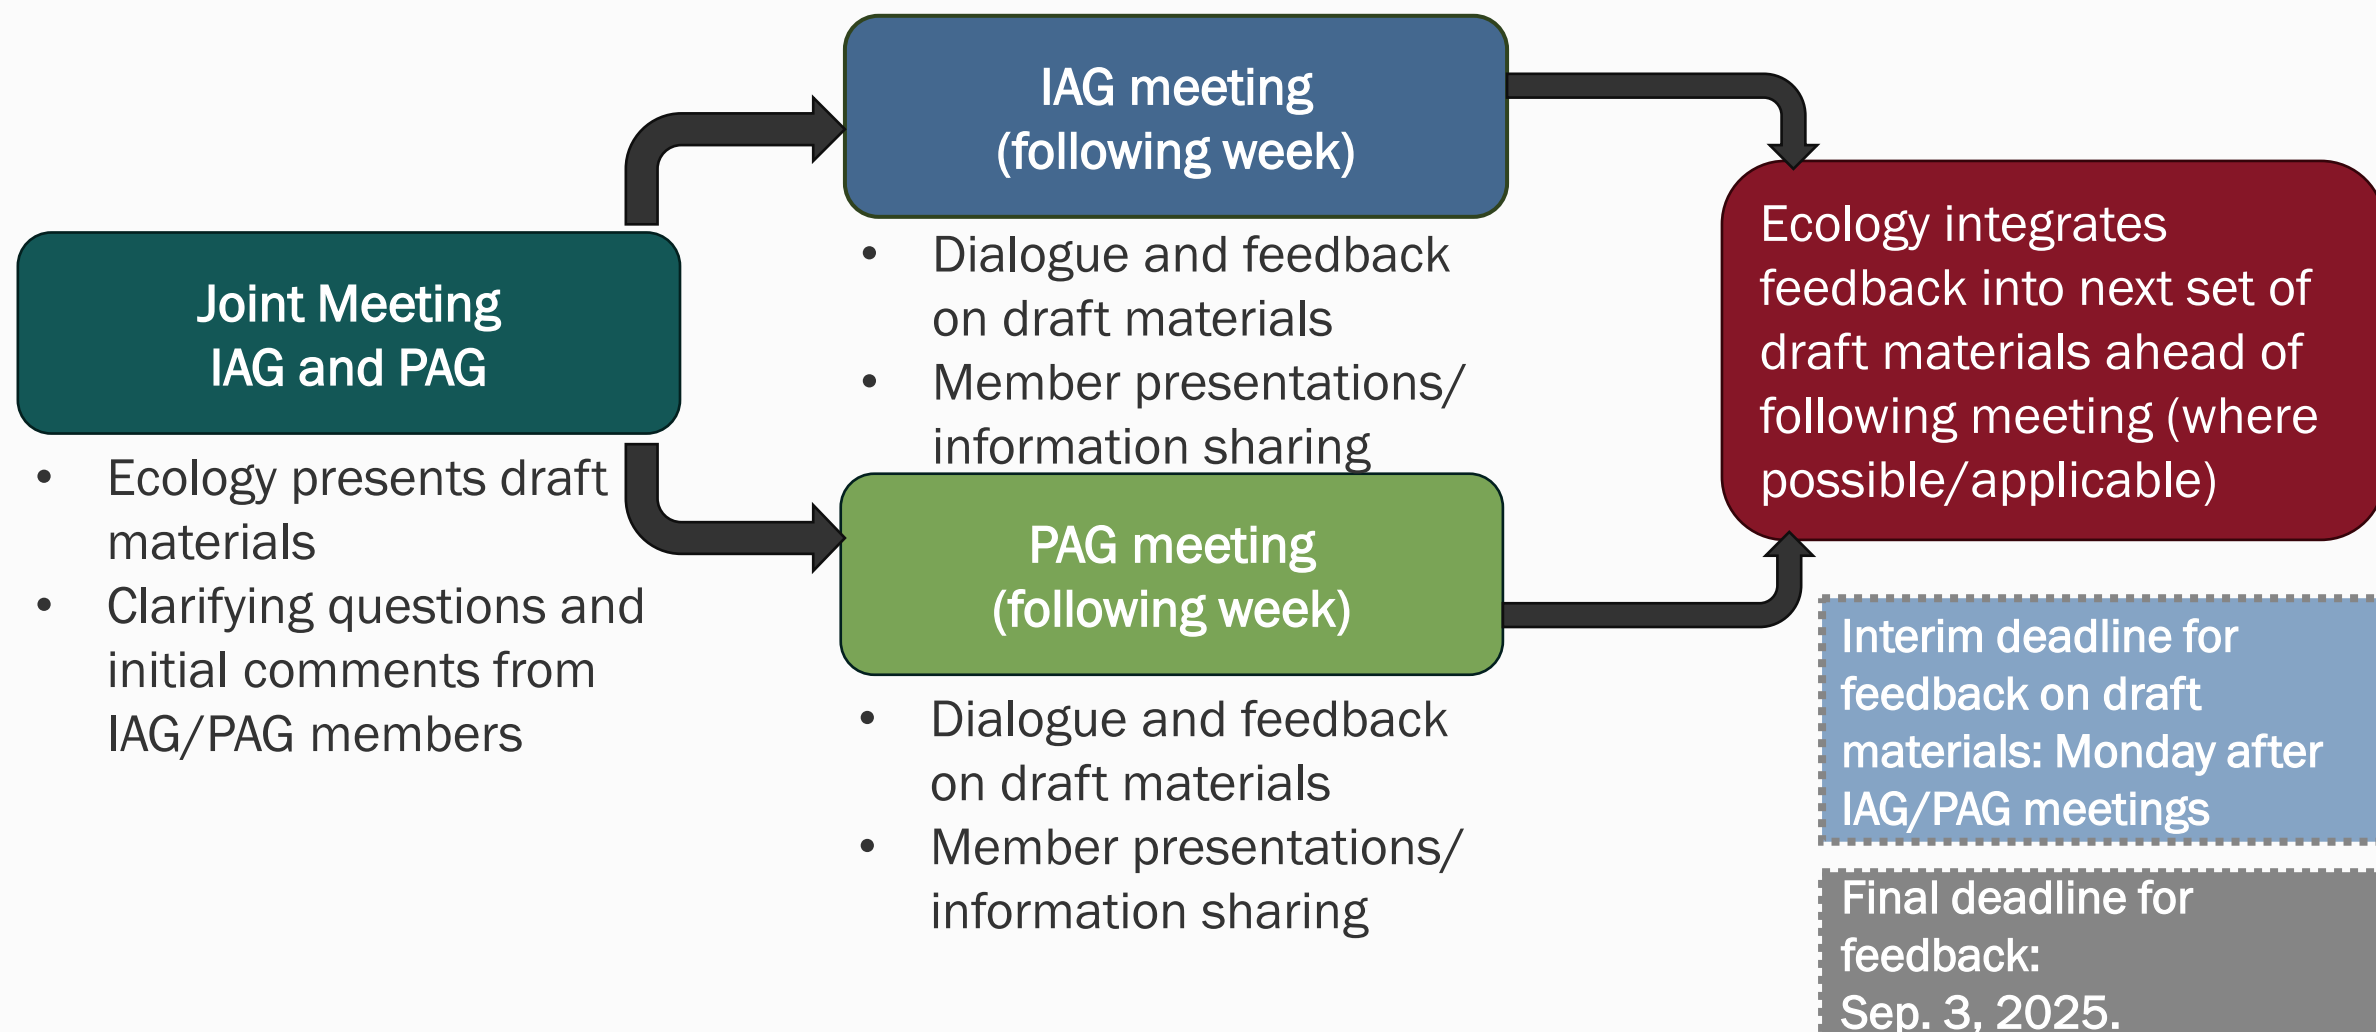 Joint Meeting
IAG and PAG
• Ecology presents draft
materials
• Clarifying questions and
initial comments from
IAG/PAG members
IAG meeting
(following week)
• Dialogue and feedback
on draft materials
• Member presentations/
information sharing
PAG meeting
(following week)
• Dialogue and feedback
on draft materials
• Member presentations/
information sharing
Ecology integrates
feedback into next set of
draft materials ahead of
following meeting (where
possible/applicable)
Interim deadline for
feedback on draft
materials: Monday after
IAG/PAG meetings
Final deadline for
feedback:
Sep. 3, 2025.